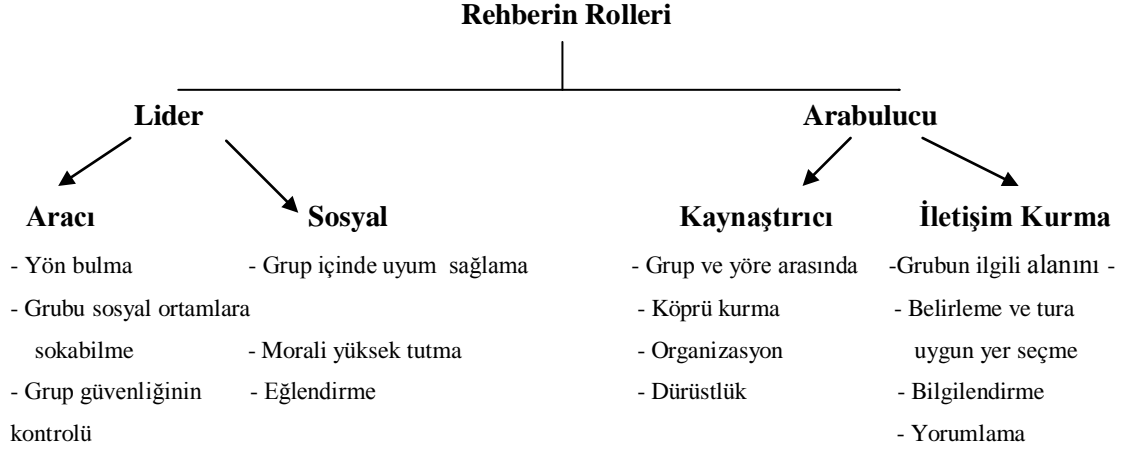 Rehberin Rolleri
Lider
Arabulucu
Aracı
Sosyal
Kaynaştırıcı
İletişim Kurma
- Yön bulma
- Grubu sosyal ortamlara
sokabilme
- Grup güvenliğinin
kontrolü
- Grup içinde uyum  sağlama
- Morali yüksek tutma
- Eğlendirme
- Grup ve yöre arasında
- Köprü kurma
- Organizasyon
- Dürüstlük
-Grubun ilgili alanını -
- Belirleme ve tura
uygun yer seçme
- Bilgilendirme
- Yorumlama